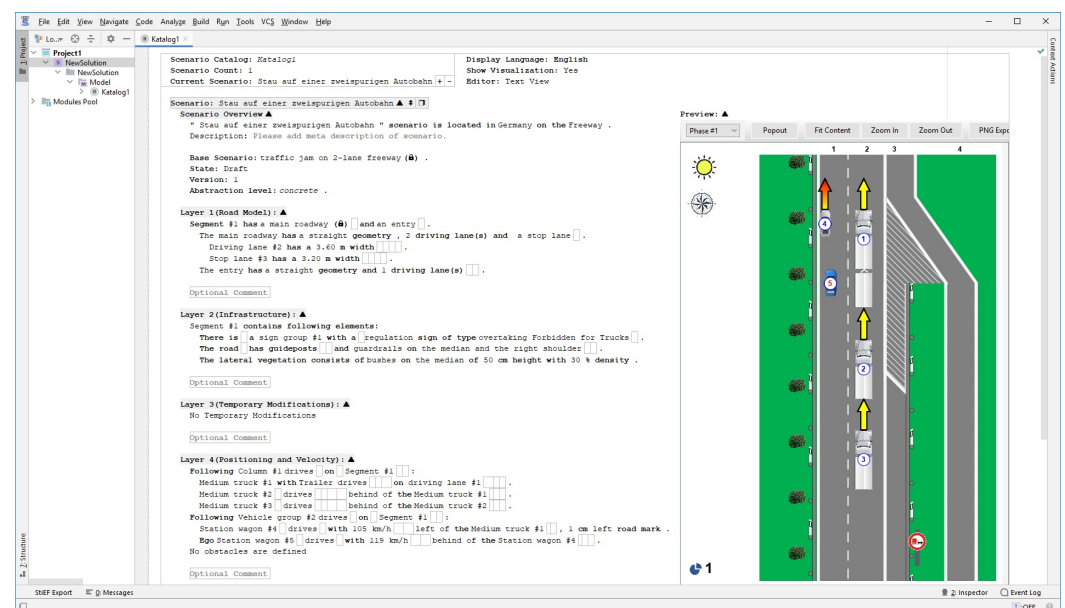 File Edit View Navigate Code Analyze Build Run Tools VCS Window Help
Lo..
Katalog1
1: Project
Project1
NewSolution
NewSolution
Model
Katalog1
Modules Pool
Context Actions
Scenario Catalog: Katalog1
Display Language: English
Scenario Count: 1
Show Visualization: Yes
Current Scenario: Stau auf einer zweispurigen Autobahn + -
Editor: Text View
Scenario: Stau auf einer zweispurigen Autobahn
Scenario Overview
" Stau auf einer zweispurigen Autobahn " scenario is located in Germany on the Freeway .
Description: Please add meta description of scenario.
Base Scenario: traffic jam on 2-lane freeway ( ) .
State: Draft
Version: 1
Abstraction level: concrete .
Layer 1(Road Model):
Segment #1 has a main roadway ( ) and an entry .
The main roadway has a straight geometry , 2 driving lane(s) and a stop lane .
Driving lane #2 has a 3.60 m width .
Stop lane #3 has a 3.20 m width .
The entry has a straight geometry and 1 driving lane(s) .
Optional Comment
Layer 2(Infrastructure):
Segment #1 contains following elements:
There is a sign group #1 with a regulation sign of type overtaking Forbidden for Trucks .
The road has guideposts and guardrails on the median and the right shoulder .
The lateral vegetation consists of bushes on the median of 50 cm height with 30 % density .
Optional Comment
Layer 3(Temporary Modifications):
No Temporary Modifications
Optional Comment
Layer 4(Positioning and Velocity):
Following Column #1 drives on Segment #1 :
Medium truck #1 with Trailer drives on driving lane #1 .
Medium truck #2 drives behind of the Medium truck #1 .
Medium truck #3 drives behind of the Medium truck #2 .
Following Vehicle group #2 drives on Segment #1 :
Station wagon #4 drives with 105 km/h left of the Medium truck #1 , 1 cm left road mark .
Ego Station wagon #5 drives with 119 km/h behind of the Station wagon #4 .
No obstacles are defined
Optional Comment
Preview:
Phase #1 Popout Fit Content Zoom In Zoom Out PNG Expo
1 2 3 4
4
1
5
2
3
1
Z: Structure
StiEF Export 0: Messages
2: Inspector Event Log
T :OFF